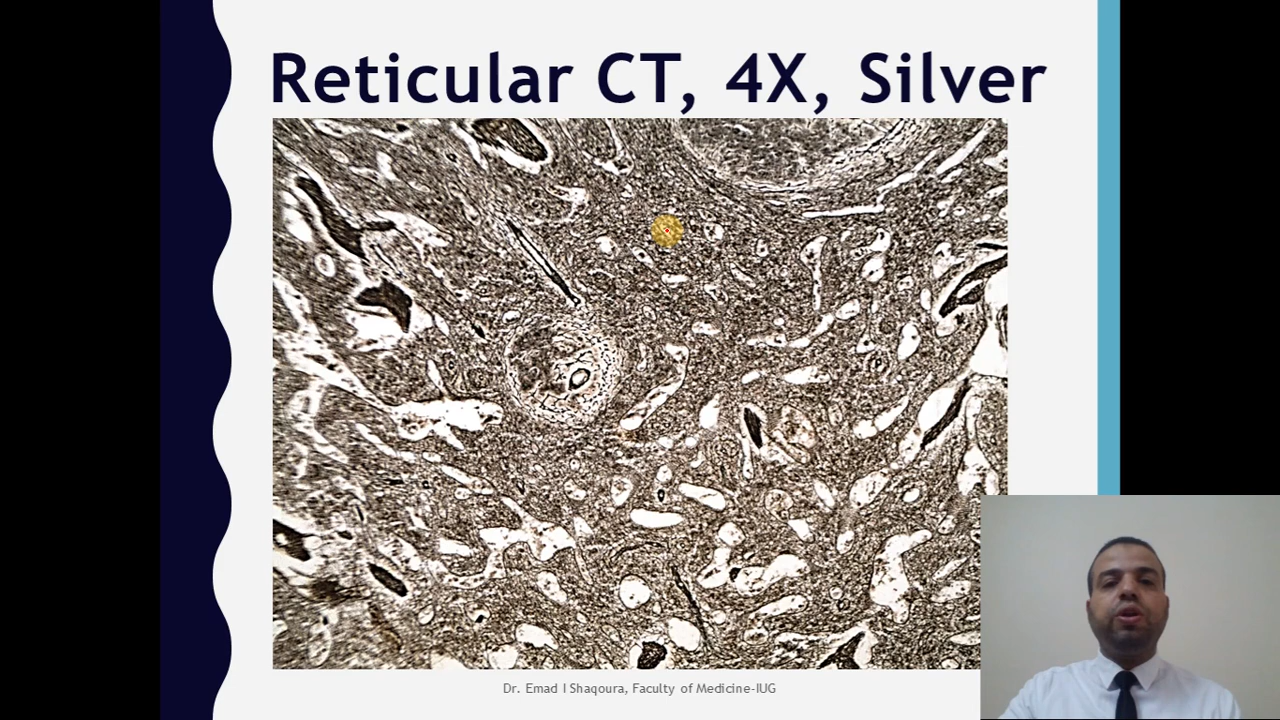 Reticular CT, 4X, Silver
Dr. Emad I Shaqoura, Faculty of Medicine-IUG